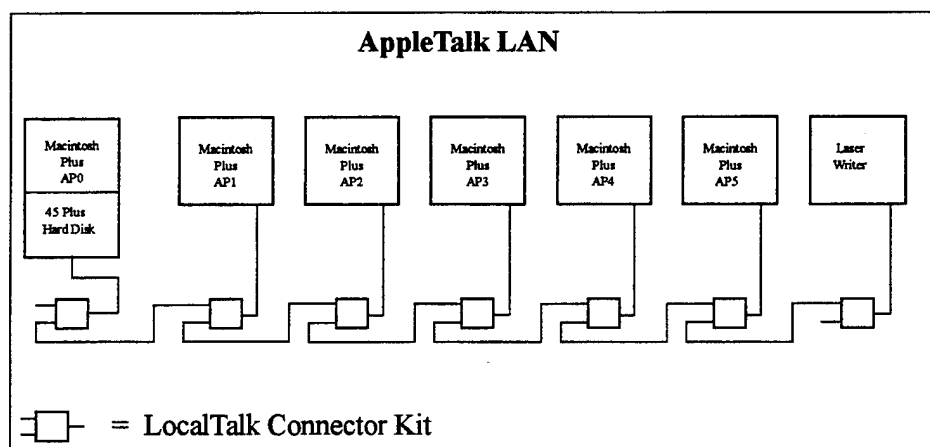 AppleTalk LAN
Macintosh
Plus
AP0
45 Plus
Hard Disk
Macintosh
Plus
AP1
Macintosh
Plus
AP2
Macintosh
Plus
AP3
Macintosh
Plus
AP4
Macintosh
Plus
AP5
Laser
Writer
= LocalTalk Connector Kit